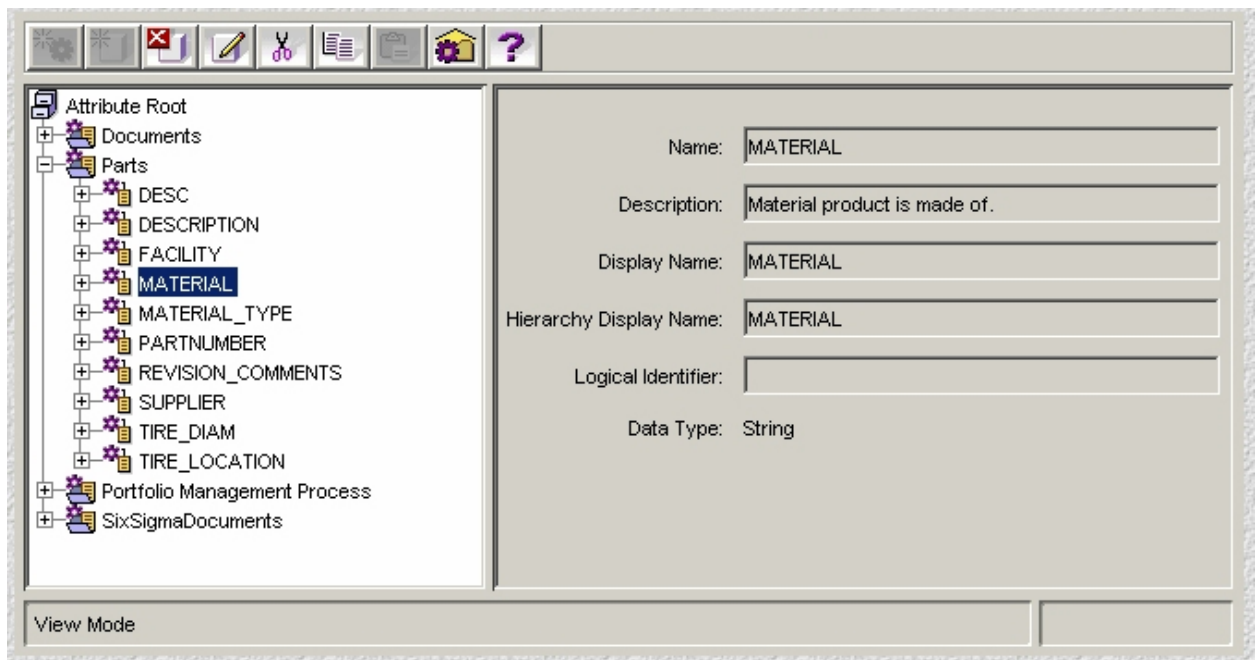 Attribute Root
Documents
Parts
DESC
DESCRIPTION
FACILITY
MATERIAL
MATERIAL_TYPE
PARTNUMBER
REVISION_COMMENTS
SUPPLIER
TIRE_DIAM
TIRE_LOCATION
Portfolio Management Process
SixSigmaDocuments
Name: MATERIAL
Description: Material product is made of.
Display Name: MATERIAL
Hierarchy Display Name: MATERIAL
Logical Identifier:
Data Type: String
View Mode